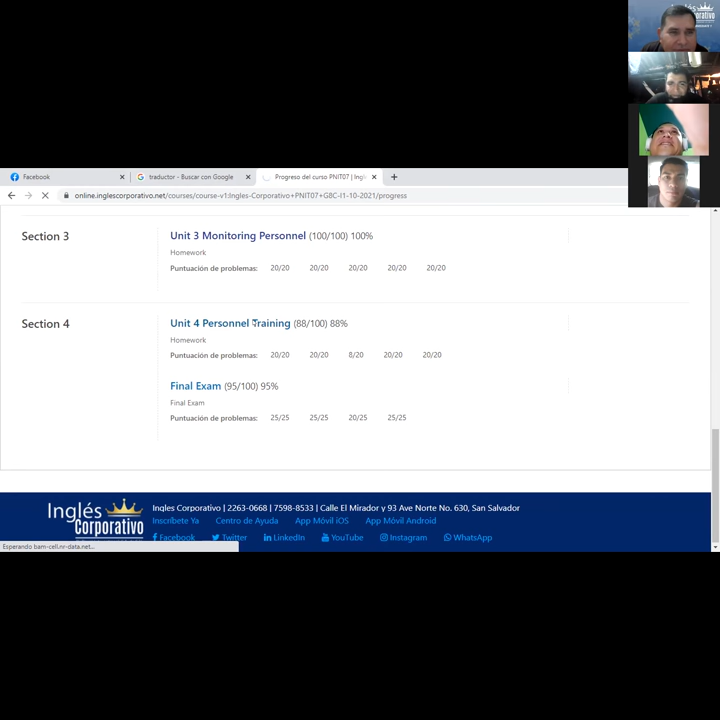 Inglés
Corporativo
Facebook
traductor - Buscar con Google
Progreso del curso PNIT07 | Ingl
online.inglescorporativo.net/courses/course-v1:Ingles-Corporativo+PNIT07+G8C-I1-10-2021/progress
Section 3
Unit 3 Monitoring Personnel (100/100) 100%
Homework
Puntuación de problemas: 20/20 20/20 20/20 20/20 20/20
Section 4
Unit 4 Personnel Training (88/100) 88%
Homework
Puntuación de problemas: 20/20 20/20 8/20 20/20 20/20
Final Exam (95/100) 95%
Final Exam
Puntuación de problemas: 25/25 25/25 20/25 25/25
Inglés Corporativo
Ingles Corporativo | 2263-0668 | 7598-8533 | Calle El Mirador y 93 Ave Norte No. 630, San Salvador
Inscríbete Ya Centro de Ayuda App Móvil iOS App Móvil Android
Facebook Twitter LinkedIn YouTube Instagram WhatsApp
Esperando bam-cell.nr-data.net...